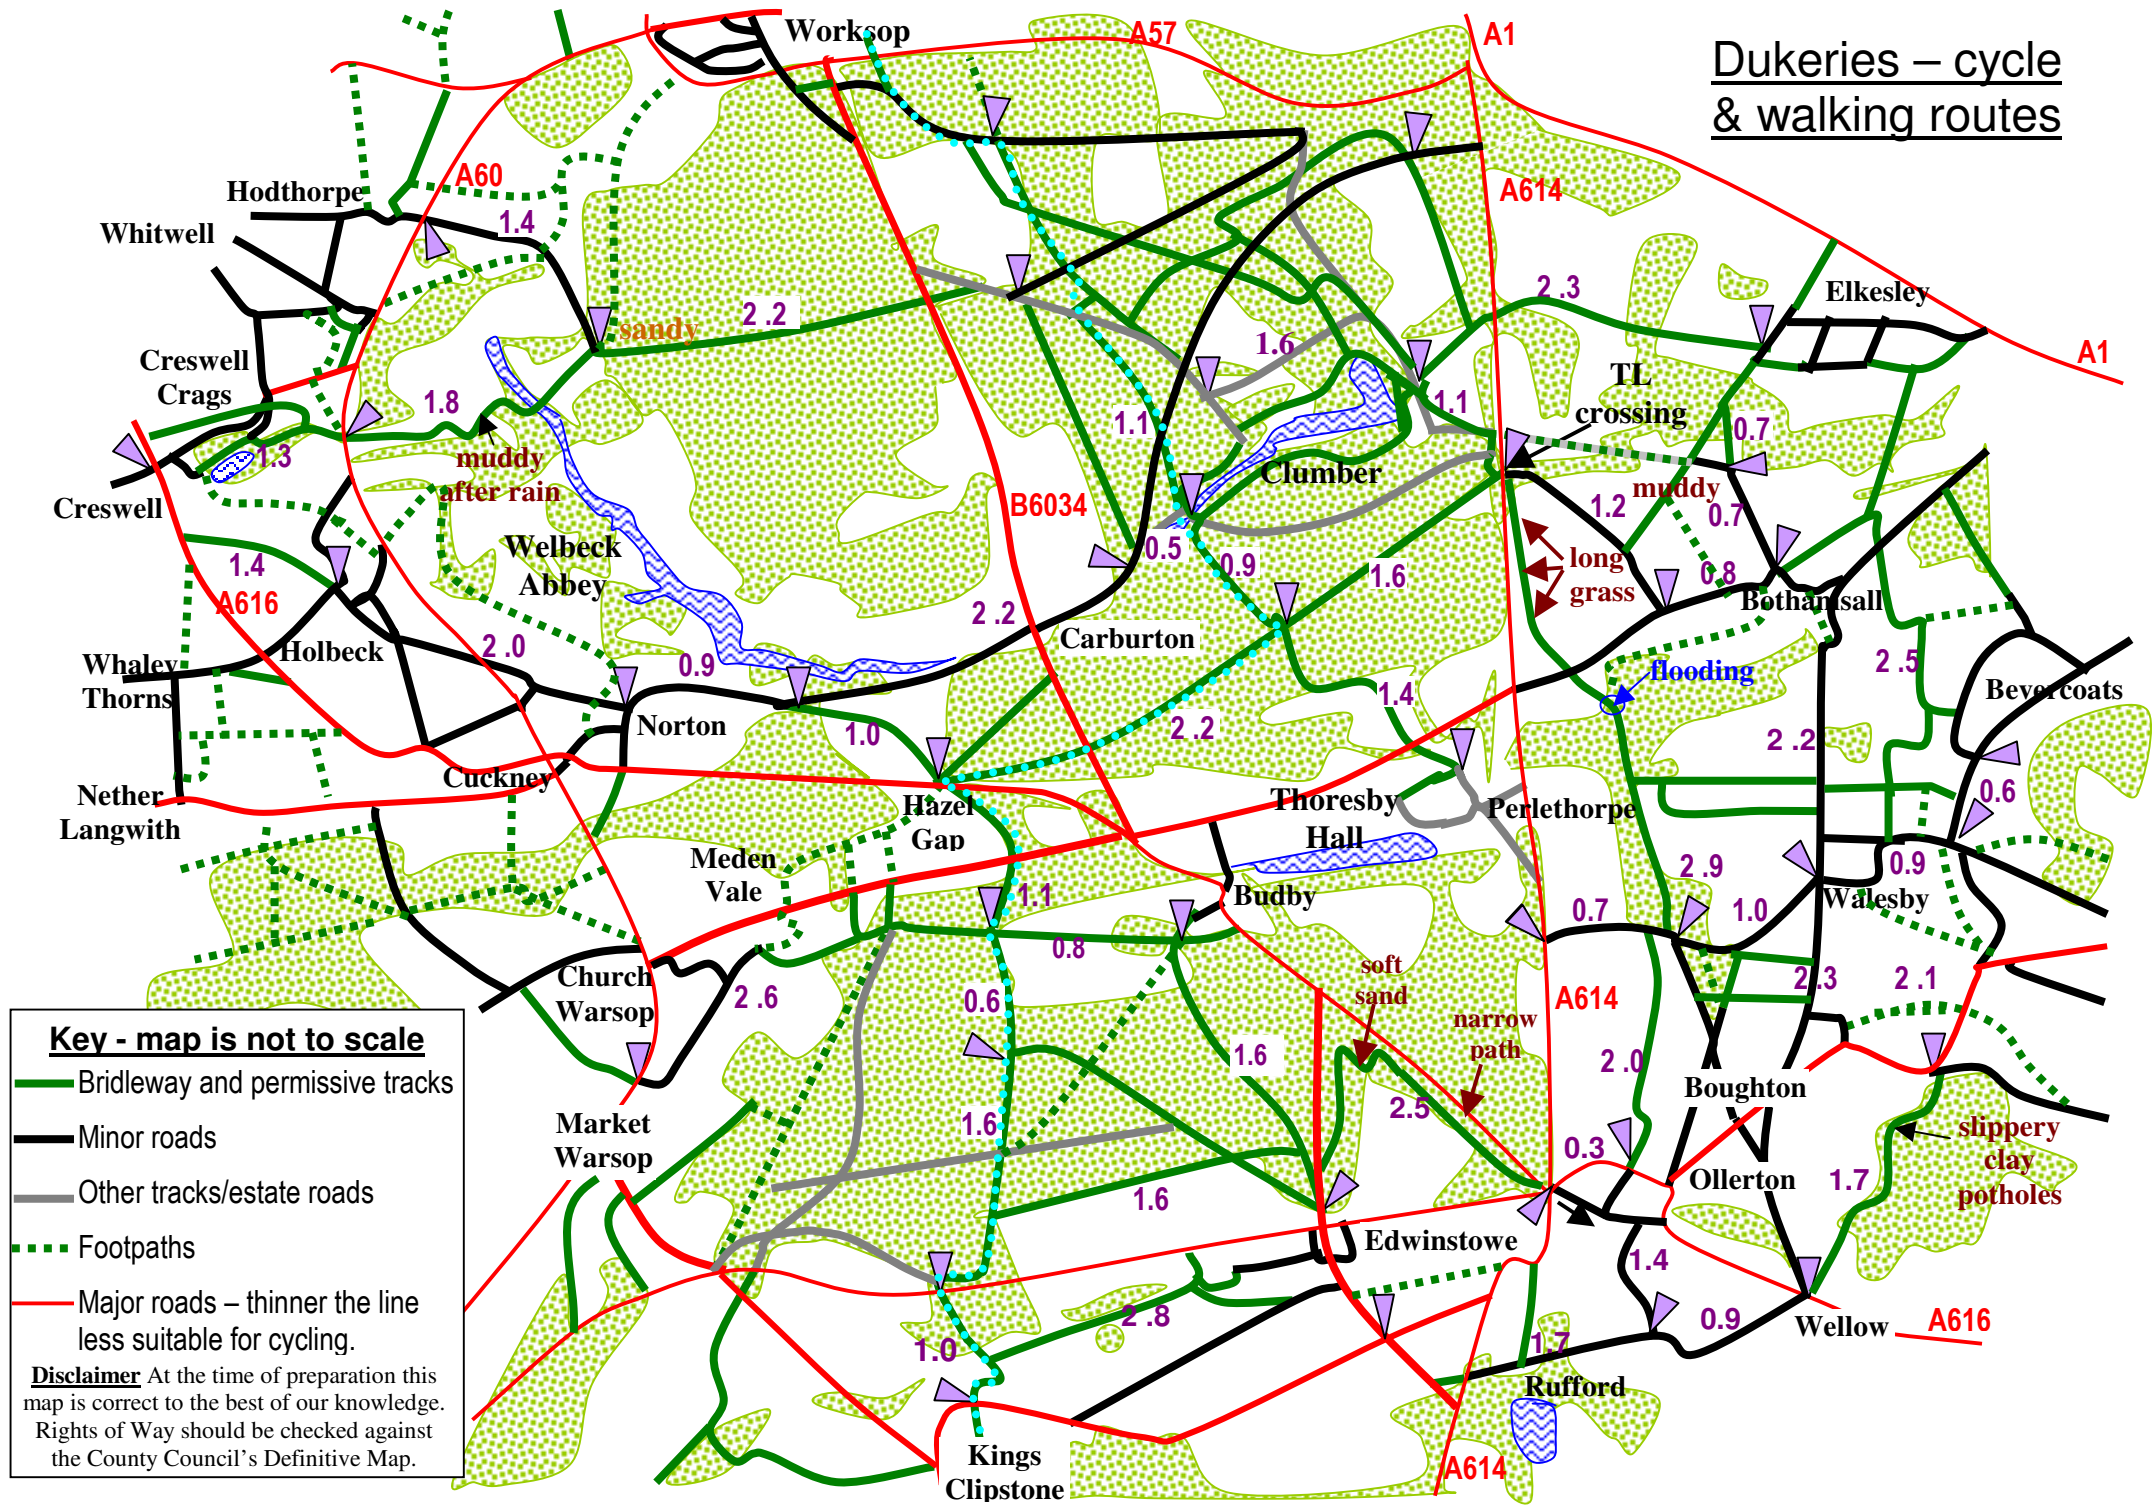 Worksop
A57
A1
Dukeries – cycle
& walking routes
A60
Hodthorpe
1.4
Whitwell
A614
2 .3
Elkesley
sandy
2 .2
1.6
A1
Creswell
Crags
TL
crossing
1.8
1.1
1.1
0.7
1.3
muddy
after rain
Clumber
muddy
Creswell
B6034
1.2
0.7
Welbeck
Abbey
0.5
0.9
1.6
long
grass
0.8
Bothamsall
1.4
A616
2 .2
Carburton
Holbeck
2 .0
0.9
Whaley
Thorns
flooding
2 .5
Bevercoats
1.4
Norton
1.0
2 .2
2 .2
Cuckney
Nether
Langwith
Hazel
Gap
Thoresby
Hall
Perlethorpe
0.6
Meden
Vale
2 .9
0.9
1.1
Budby
0.7
1.0
Walesby
0.8
Church
Warsop
2 .6
0.6
soft
sand
narrow
path
A614
2.3
2 .1
1.6
2 .0
Boughton
1.6
2.5
Market
Warsop
0.3
Ollerton
slippery
clay
potholes
1.7
1.6
Edwinstowe
1.4
2 .8
0.9
Wellow
A616
1.0
1.7
Rufford
Kings
Clipstone
A614
Key - map is not to scale
Bridleway and permissive tracks
Minor roads
Other tracks/estate roads
Footpaths
Major roads – thinner the line
less suitable for cycling.
Disclaimer At the time of preparation this
map is correct to the best of our knowledge.
Rights of Way should be checked against
the County Council’s Definitive Map.